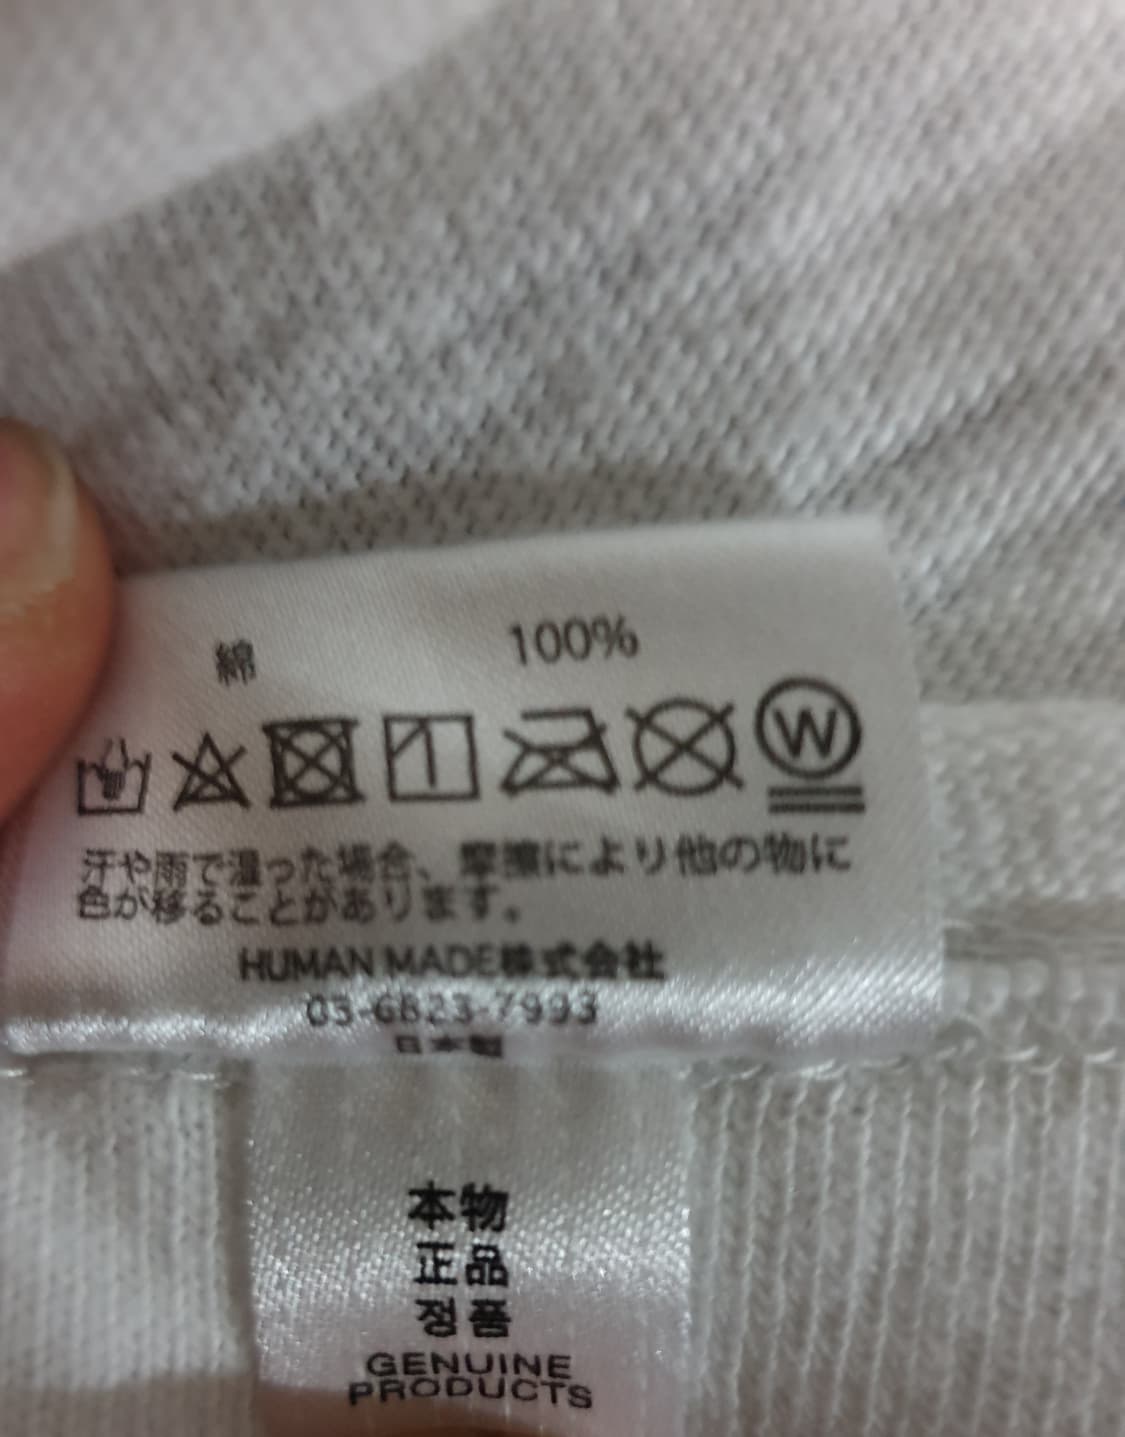 綿 100%
W
汗や雨で湿った場合、摩擦により他の物に
色が移ることがあります。
HUMAN MADE株式会社
03-6823-7993
日本製
本物
正品
정품
GENUINE
PRODUCTS